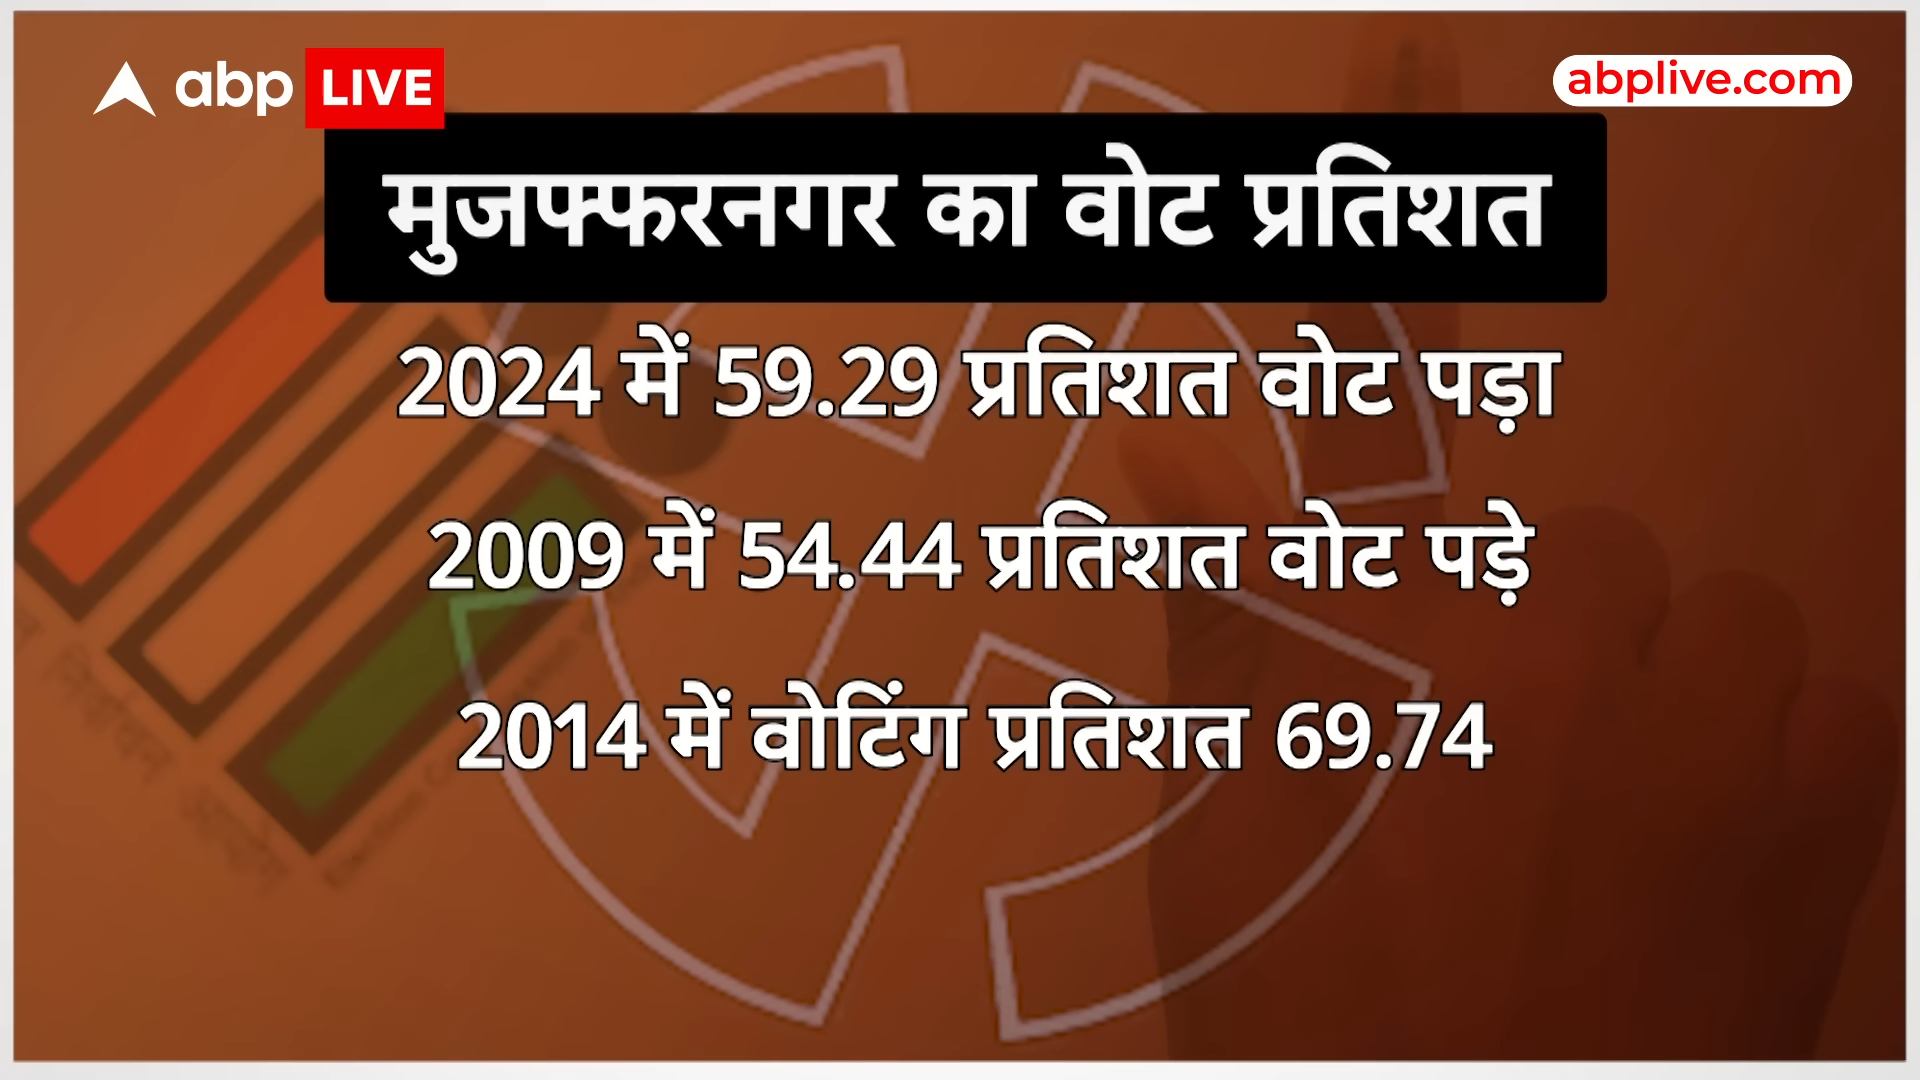 abp LIVE
abplive.com
मुजफ्फरनगर का वोट प्रतिशत
2024 में 59.29 प्रतिशत वोट पड़ा
2009 में 54.44 प्रतिशत वोट पड़े
2014 में वोटिंग प्रतिशत 69.74